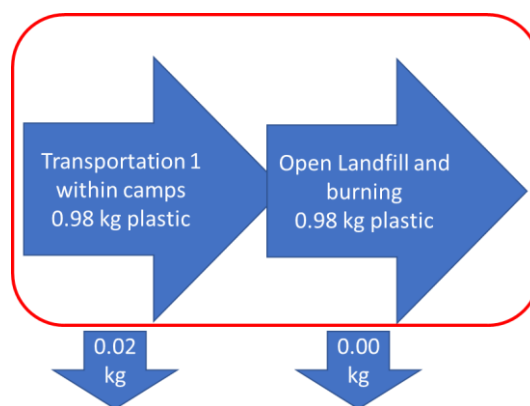 Transportation 1
within camps
0.98 kg plastic
Open Landfill and
burning
0.98 kg plastic
0.02
kg
0.00
kg